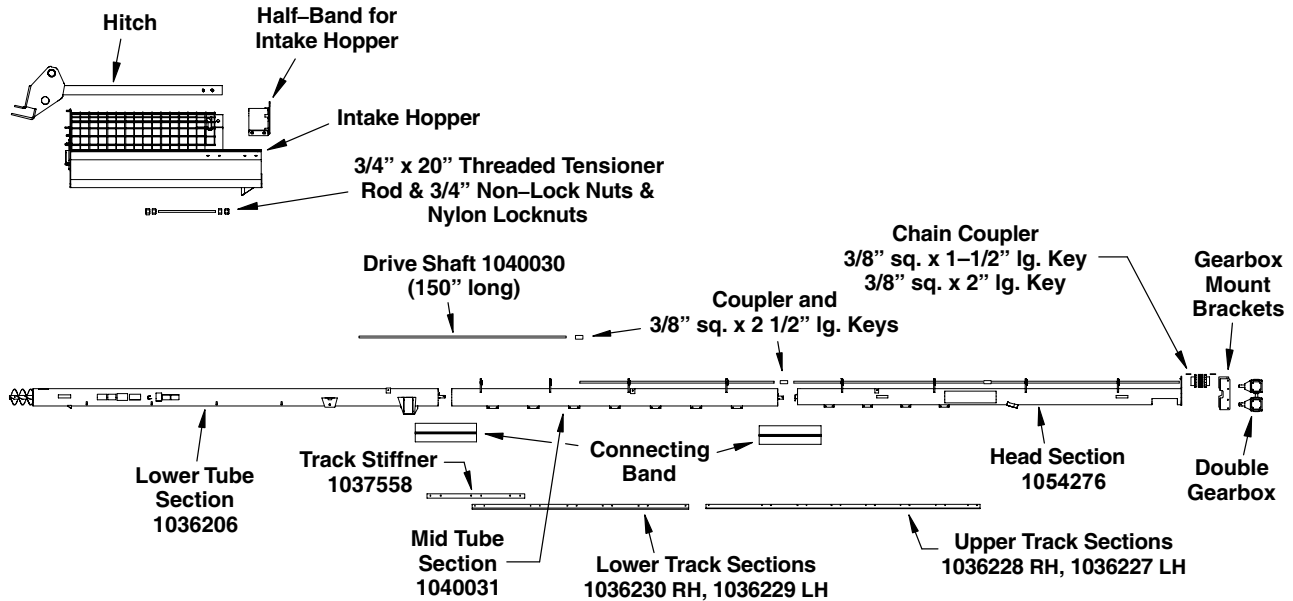 Hitch
Half–Band for
Intake Hopper
Intake Hopper
3/4” x 20” Threaded Tensioner
Rod & 3/4” Non–Lock Nuts &
Nylon Locknuts
Drive Shaft 1040030
(150” long)
Coupler and
3/8” sq. x 2 1/2” lg. Keys
Chain Coupler
3/8” sq. x 1–1/2” lg. Key
3/8” sq. x 2” lg. Key
Gearbox
Mount
Brackets
Lower Tube
Section
1036206
Track Stiffner
1037558
Connecting
Band
Head Section
1054276
Double
Gearbox
Mid Tube
Section
1040031
Lower Track Sections
1036230 RH, 1036229 LH
Upper Track Sections
1036228 RH, 1036227 LH